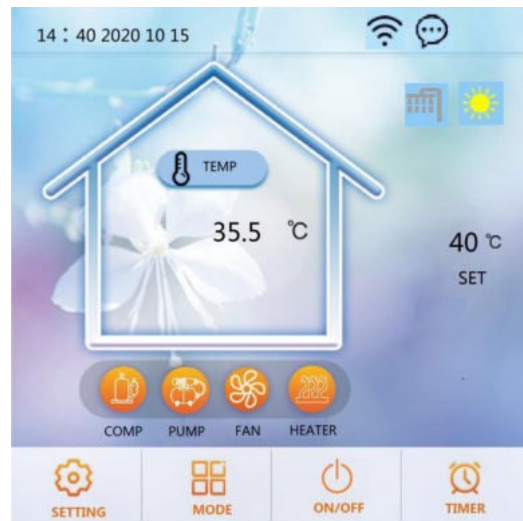 14：40 2020 10 15
TEMP
35.5 ℃
40 ℃
SET
COMP PUMP FAN HEATER
SETTING MODE ON/OFF TIMER